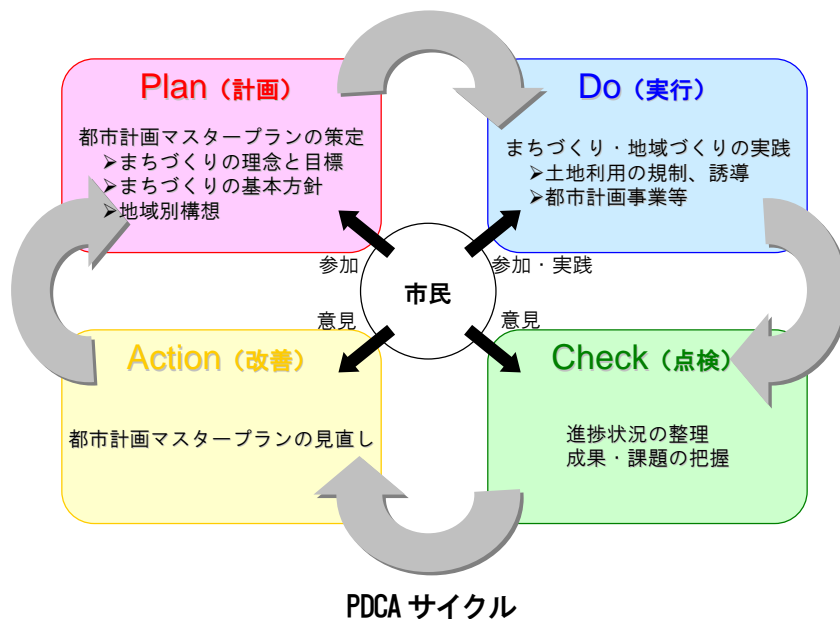 Plan（計画）
都市計画マスタープランの策定
➢まちづくりの理念と目標
➢まちづくりの基本方針
➢地域別構想
Do（実行）
まちづくり・地域づくりの実践
➢土地利用の規制、誘導
➢都市計画事業等
参加
参加・実践
市民
意見
意見
Action（改善）
都市計画マスタープランの見直し
Check（点検）
進捗状況の整理
成果・課題の把握
PDCA サイクル